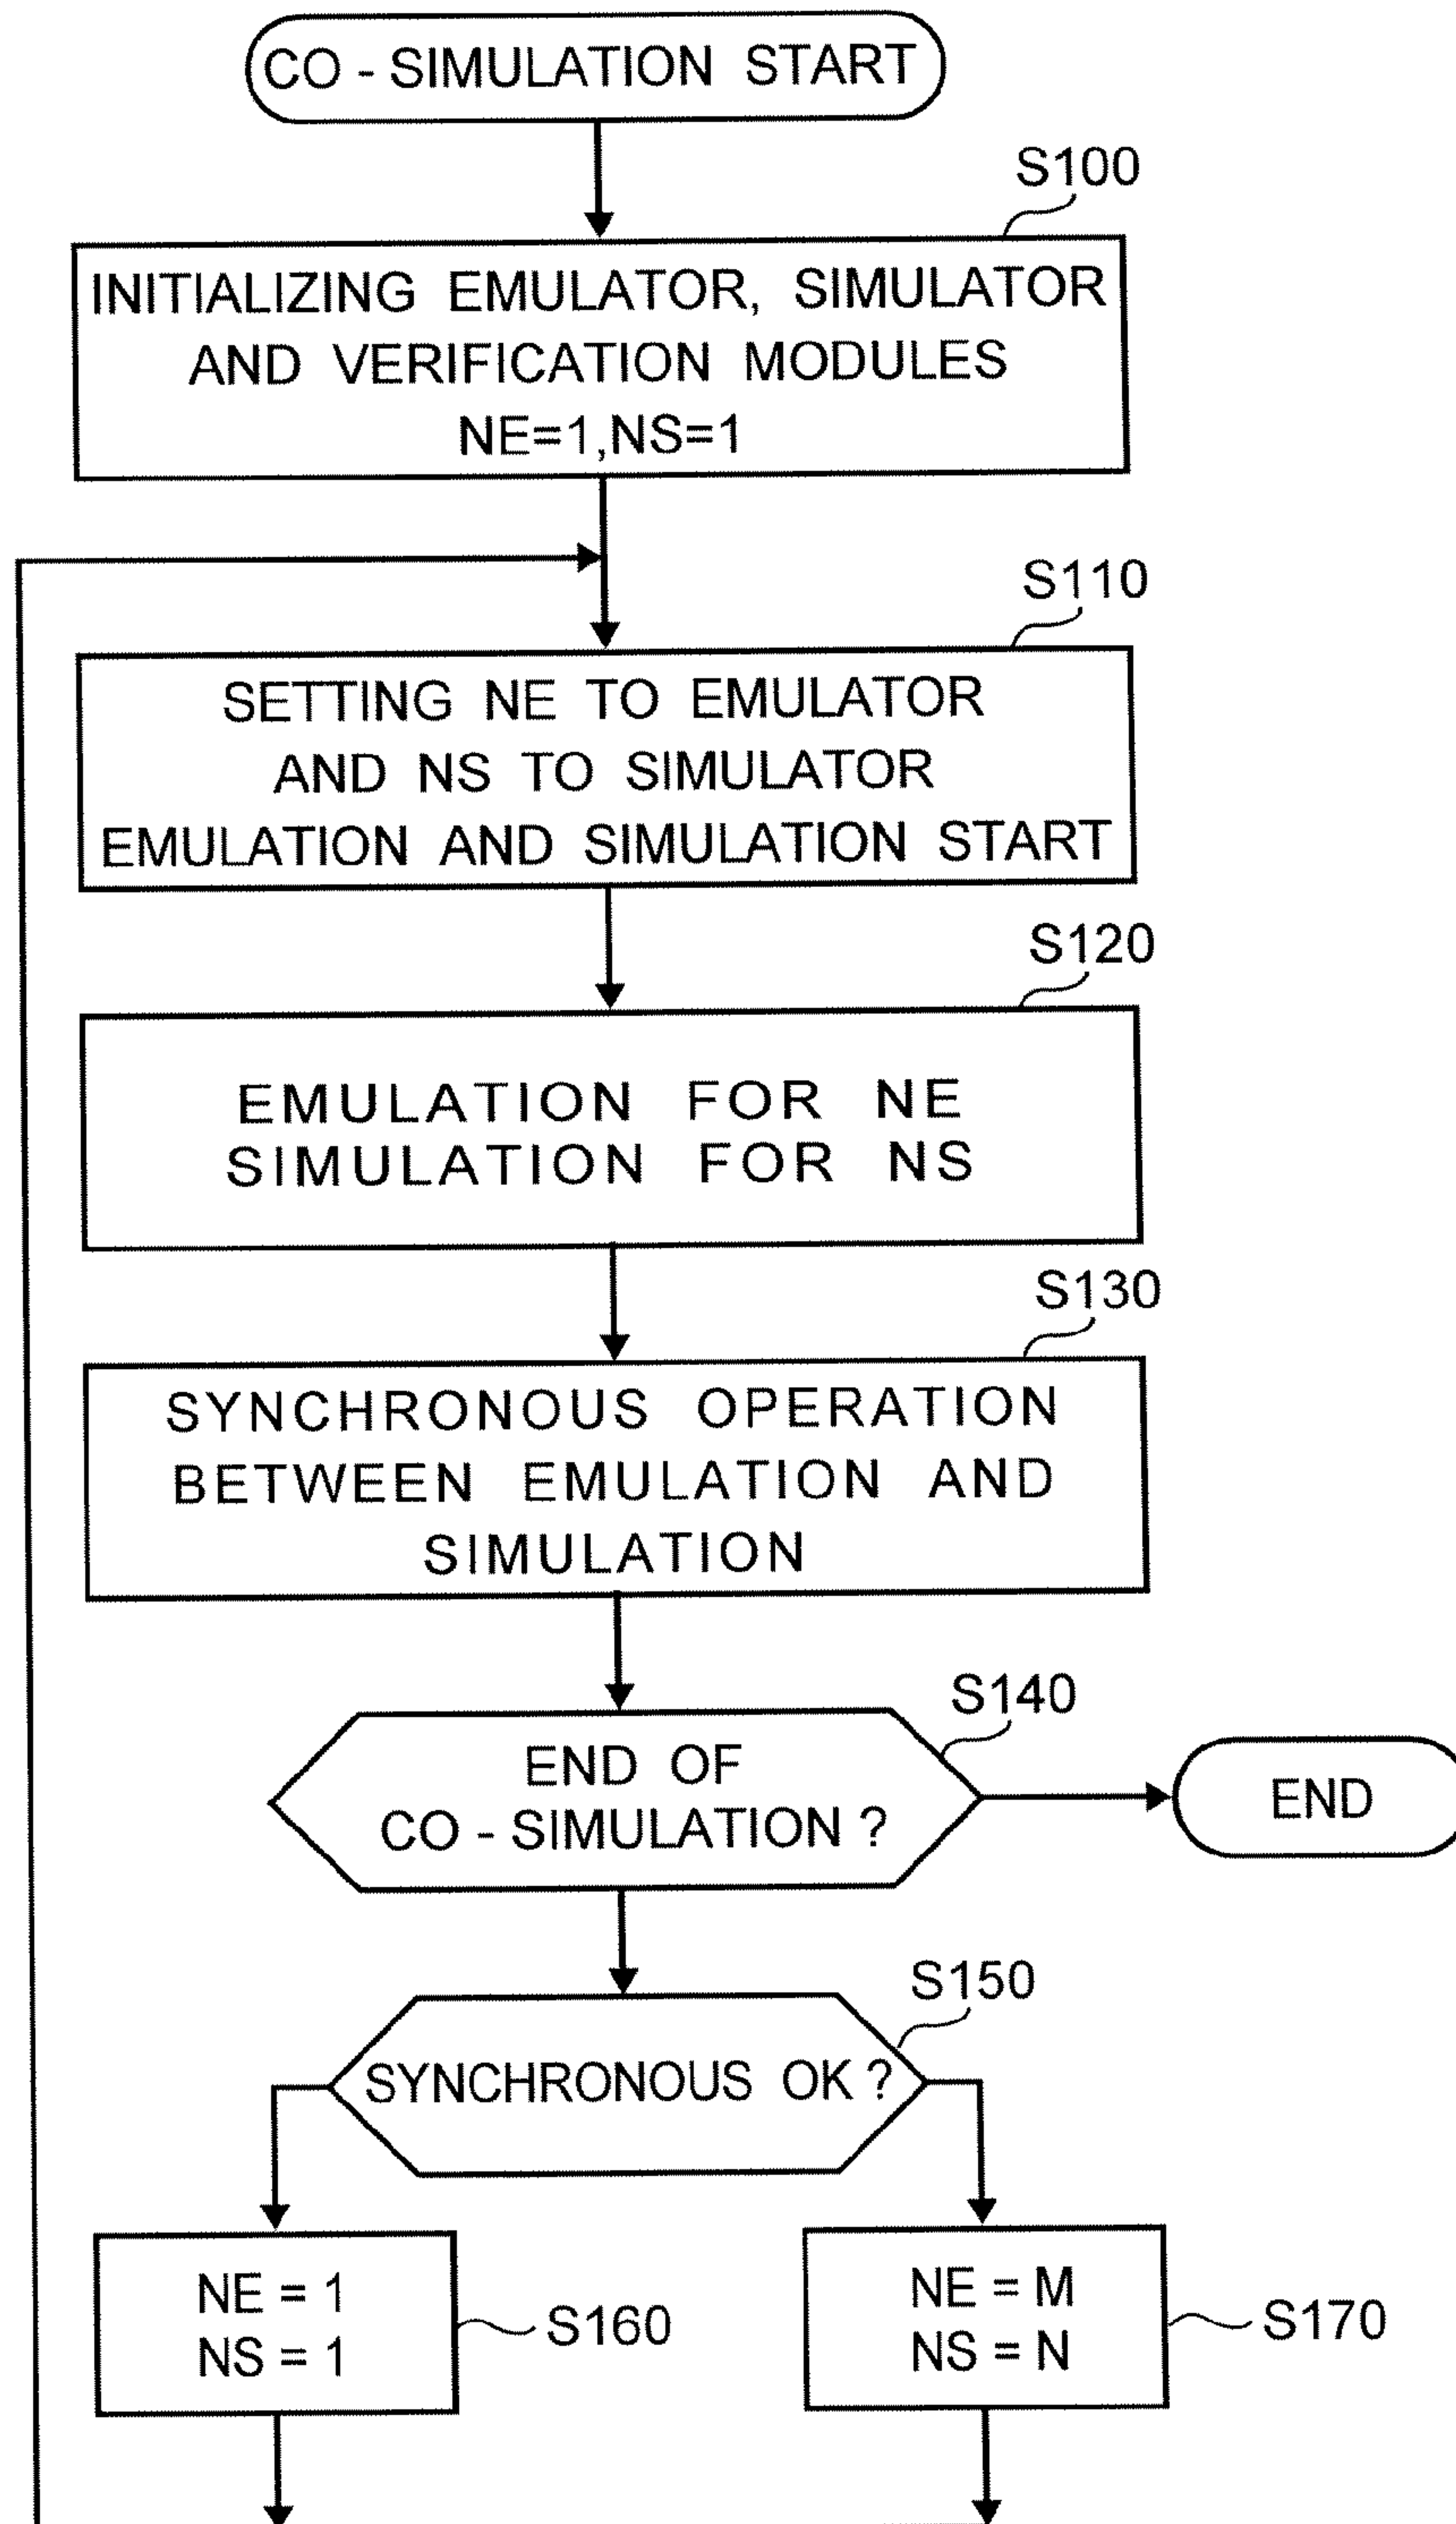 CO - SIMULATION START
S100
INITIALIZING EMULATOR, SIMULATOR
AND VERIFICATION MODULES
NE=1,NS=1
S110
SETTING NE TO EMULATOR
AND NS TO SIMULATOR
EMULATION AND SIMULATION START
S120
EMULATION FOR NE
SIMULATION FOR NS
S130
SYNCHRONOUS OPERATION
BETWEEN EMULATION AND
SIMULATION
S140
END OF
CO - SIMULATION ?
END
S150
SYNCHRONOUS OK ?
NE = 1
NS = 1
S160
NE = M
NS = N
S170